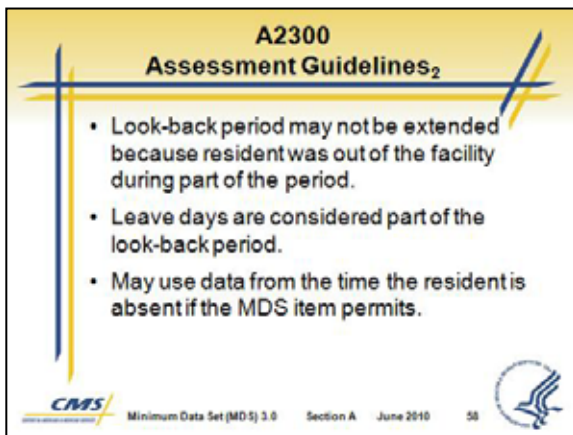 A2300
Assessment Guidelines₂
• Look-back period may not be extended
because resident was out of the facility
during part of the period.
• Leave days are considered part of the
look-back period.
• May use data from the time the resident is
absent if the MDS item permits.
CMS
Minimum Data Set (MDS) 3.0 Section A June 2010 58